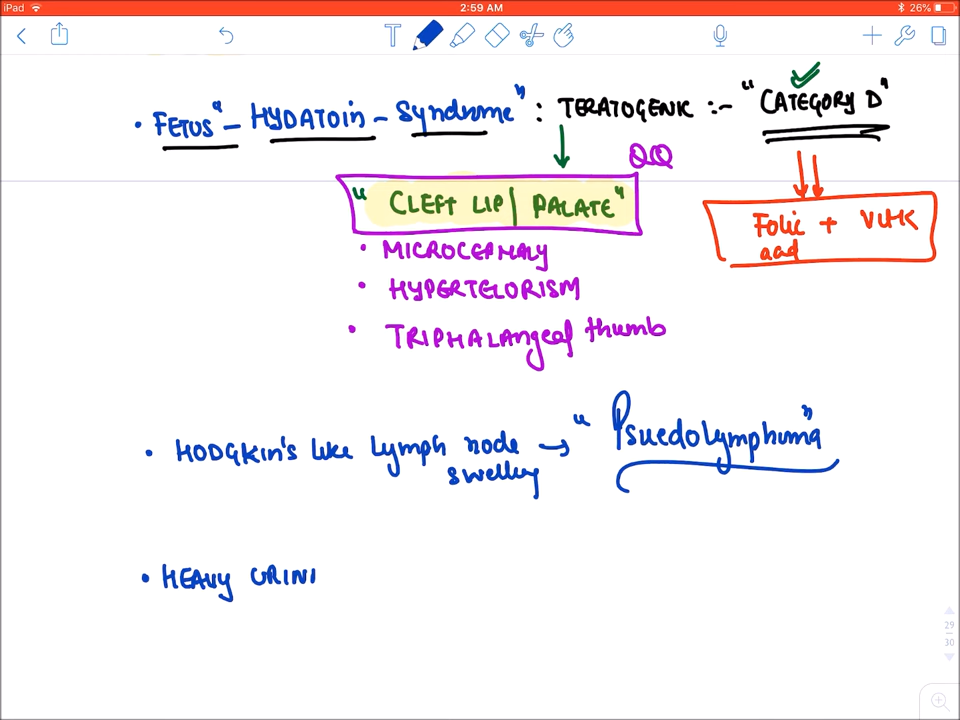 iPad 2:59 AM 26%
T
• FETUS" - HYDATOIN - Syndrome" : TERATOGENIC :- "CATEGORY D"
QQ
" CLEFT LIP | PALATE"
Folic + VitK
acid
• MICROCEPHALY
• HYPERTELORISM
• TRIPHALANGEAL thumb
• HODGKIN'S like Lymph node → " Psuedolymphoma"
swelling
• HEAVY URINI
29
30